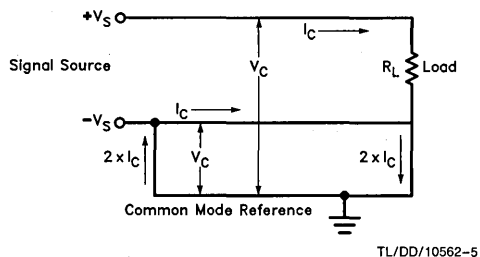 +VS
IC
Signal Source
VC
RL Load
IC
-VS
2 x IC
VC
2 x IC
Common Mode Reference
TL/DD/10562-5